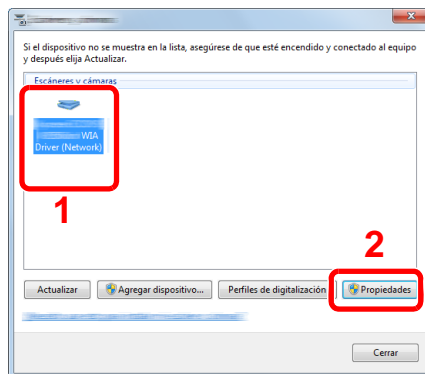 Si el dispositivo no se muestra en la lista, asegúrese de que esté encendido y conectado al equipo
y después elija Actualizar.
Escáneres y cámaras
WIA
Driver (Network)
1
2
Actualizar
Agregar dispositivo...
Perfiles de digitalización
Propiedades
Cerrar